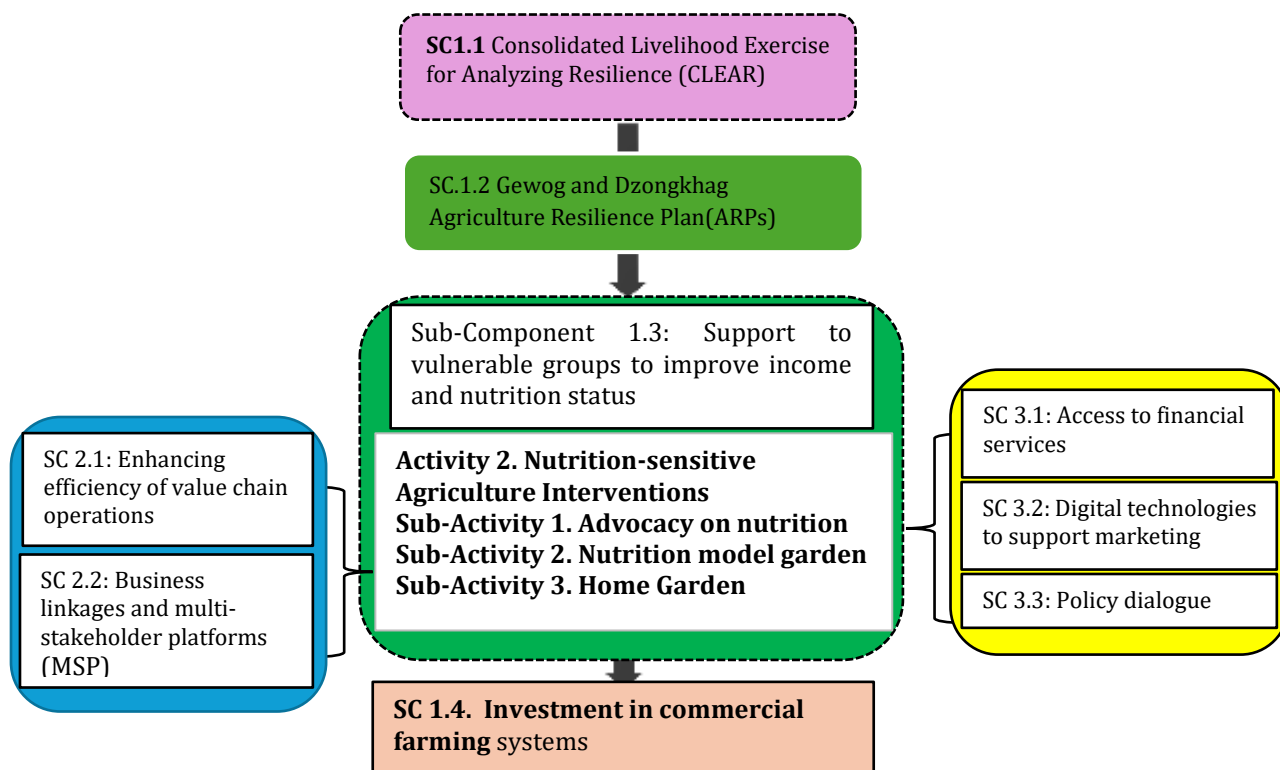 SC1.1 Consolidated Livelihood Exercise
for Analyzing Resilience (CLEAR)
SC.1.2 Gewog and Dzongkhag
Agriculture Resilience Plan(ARPs)
Sub-Component 1.3: Support to
vulnerable groups to improve income
and nutrition status
Activity 2. Nutrition-sensitive
Agriculture Interventions
Sub-Activity 1. Advocacy on nutrition
Sub-Activity 2. Nutrition model garden
Sub-Activity 3. Home Garden
SC 2.1: Enhancing
efficiency of value chain
operations
SC 2.2: Business
linkages and multi-
stakeholder platforms
(MSP)
SC 3.1: Access to financial
services
SC 3.2: Digital technologies
to support marketing
SC 3.3: Policy dialogue
SC 1.4. Investment in commercial
farming systems